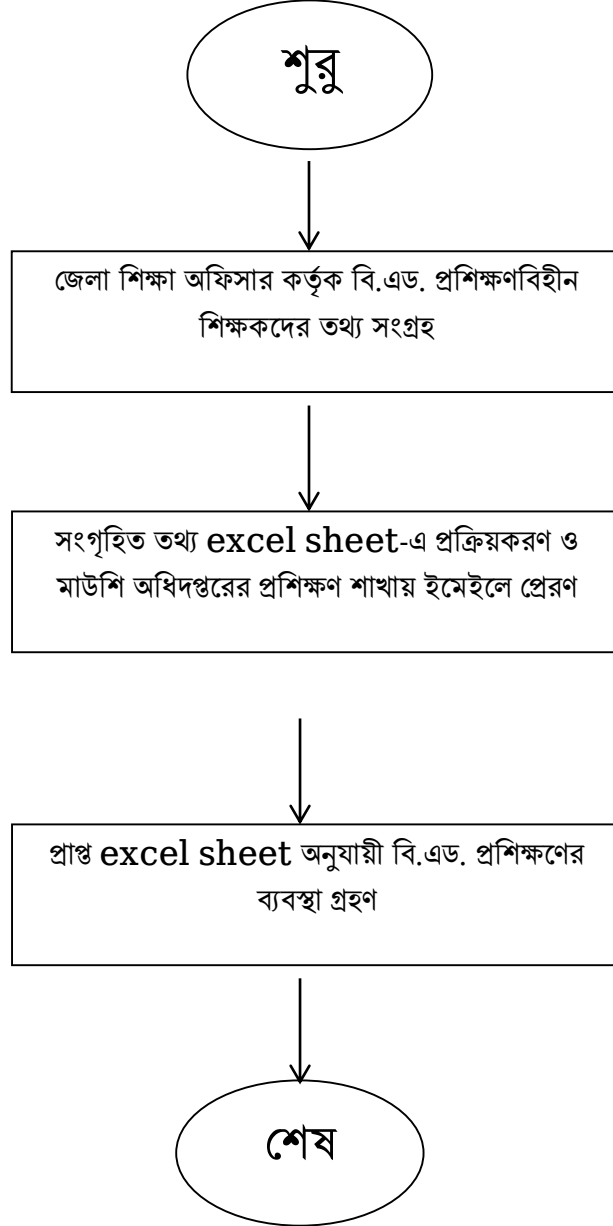 শুরু
জেলা শিক্ষা অফিসার কর্তৃক বি.এড. প্রশিক্ষণবিহীন
শিক্ষকদের তথ্য সংগ্রহ
সংগৃহিত তথ্য excel sheet-এ প্রক্রিয়করণ ও
মাউশি অধিদপ্তরের প্রশিক্ষণ শাখায় ইমেইলে প্রেরণ
প্রাপ্ত excel sheet অনুযায়ী বি.এড. প্রশিক্ষণের
ব্যবস্থা গ্রহণ
শেষ